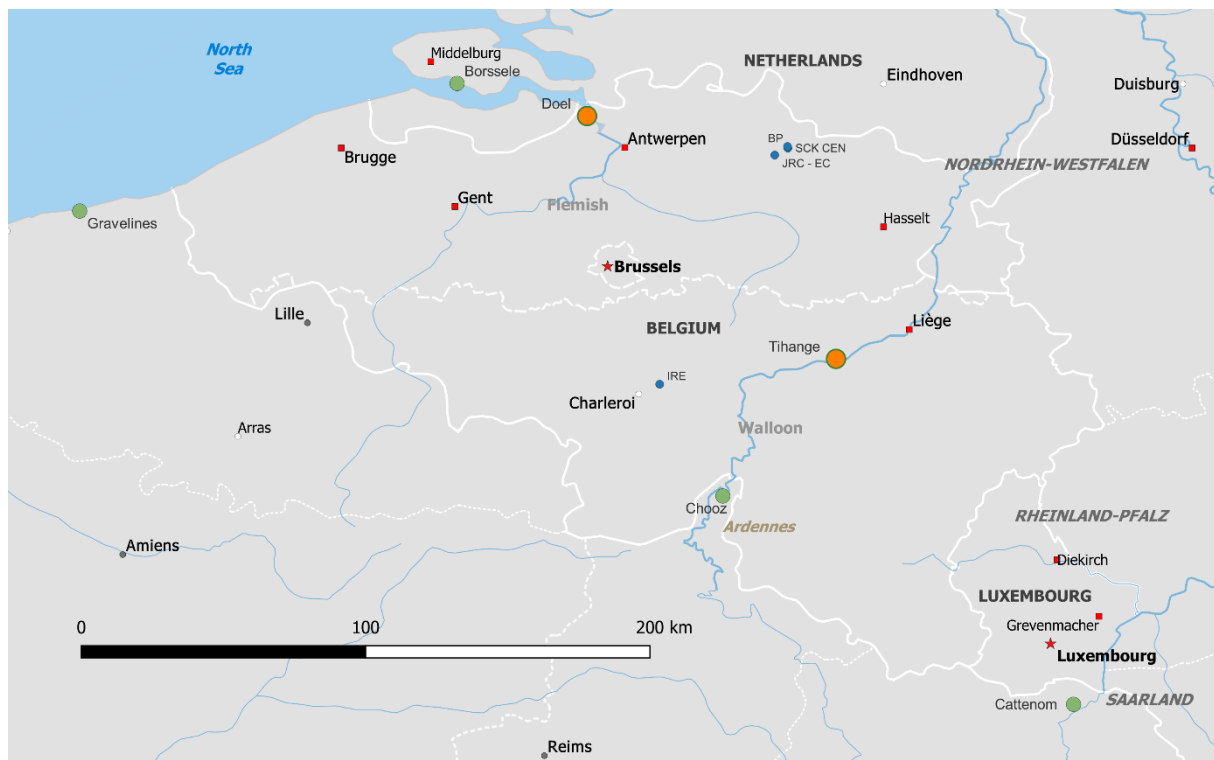 North
Sea
Middelburg
Borssele
NETHERLANDS
Eindhoven
Duisburg
Doel
Antwerpen
BP
SCK CEN
JRC - EC
Düsseldorf
Brugge
NORDRHEIN-WESTFALEN
Gent
Flemish
Gravelines
Hasselt
Brussels
Lille
BELGIUM
Liège
Tihange
IRE
Charleroi
Arras
Walloon
Chooz
Ardennes
RHEINLAND-PFALZ
Amiens
Diekirch
LUXEMBOURG
Grevenmacher
0 100 200 km
Luxembourg
Cattenom
SAARLAND
Reims